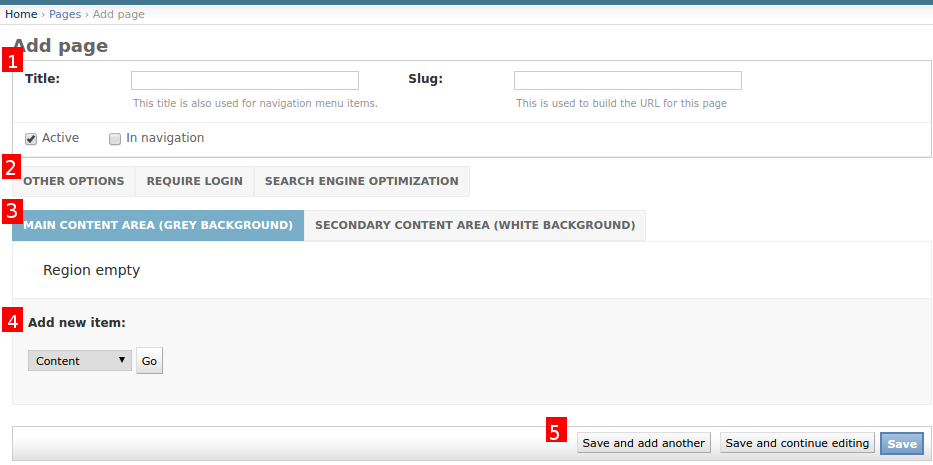 Home › Pages › Add page
Add page
1
Title:
Slug:
This title is also used for navigation menu items.
This is used to build the URL for this page
Active
In navigation
2
OTHER OPTIONS
REQUIRE LOGIN
SEARCH ENGINE OPTIMIZATION
3
MAIN CONTENT AREA (GREY BACKGROUND)
SECONDARY CONTENT AREA (WHITE BACKGROUND)
Region empty
4
Add new item:
Content
Go
5
Save and add another
Save and continue editing
Save